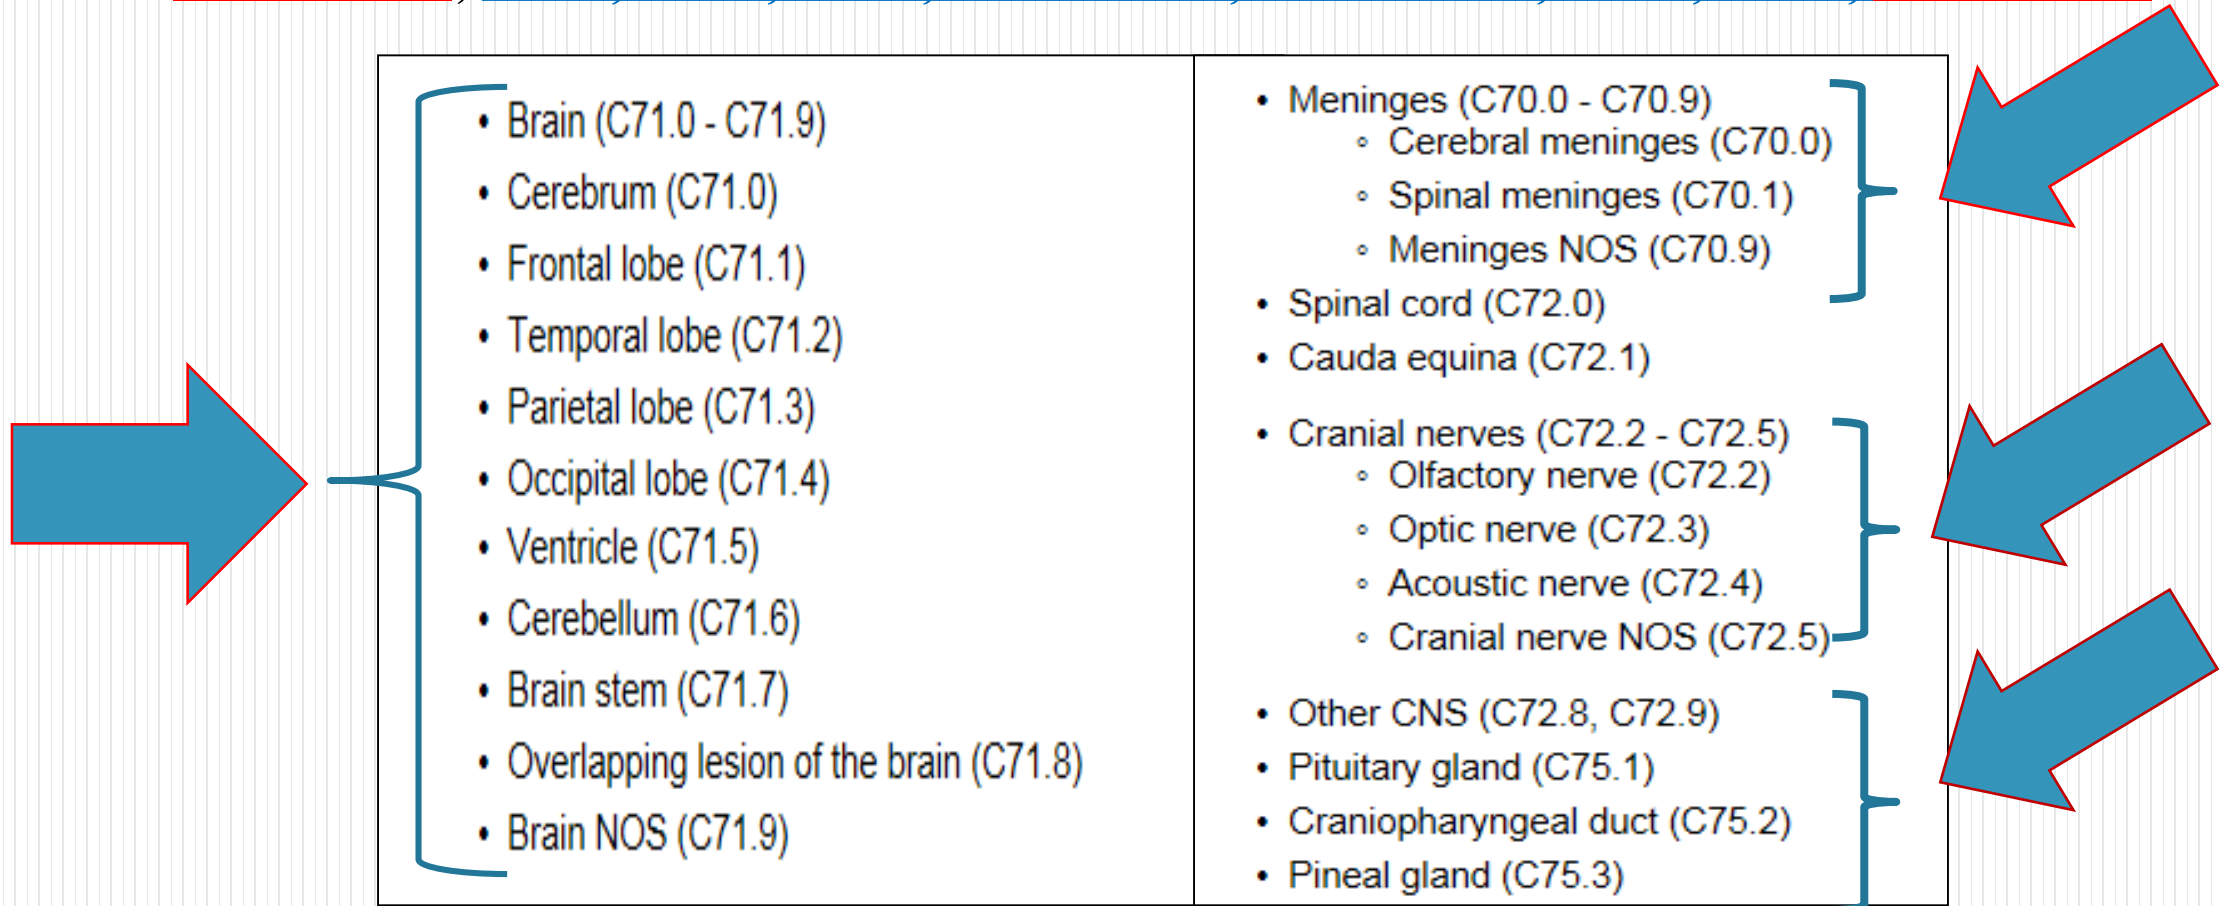 • Brain (C71.0 - C71.9)
• Cerebrum (C71.0)
• Frontal lobe (C71.1)
• Temporal lobe (C71.2)
• Parietal lobe (C71.3)
• Occipital lobe (C71.4)
• Ventricle (C71.5)
• Cerebellum (C71.6)
• Brain stem (C71.7)
• Overlapping lesion of the brain (C71.8)
• Brain NOS (C71.9)
• Meninges (C70.0 - C70.9)
◦ Cerebral meninges (C70.0)
◦ Spinal meninges (C70.1)
◦ Meninges NOS (C70.9)
• Spinal cord (C72.0)
• Cauda equina (C72.1)
• Cranial nerves (C72.2 - C72.5)
◦ Olfactory nerve (C72.2)
◦ Optic nerve (C72.3)
◦ Acoustic nerve (C72.4)
◦ Cranial nerve NOS (C72.5)
• Other CNS (C72.8, C72.9)
• Pituitary gland (C75.1)
• Craniopharyngeal duct (C75.2)
• Pineal gland (C75.3)